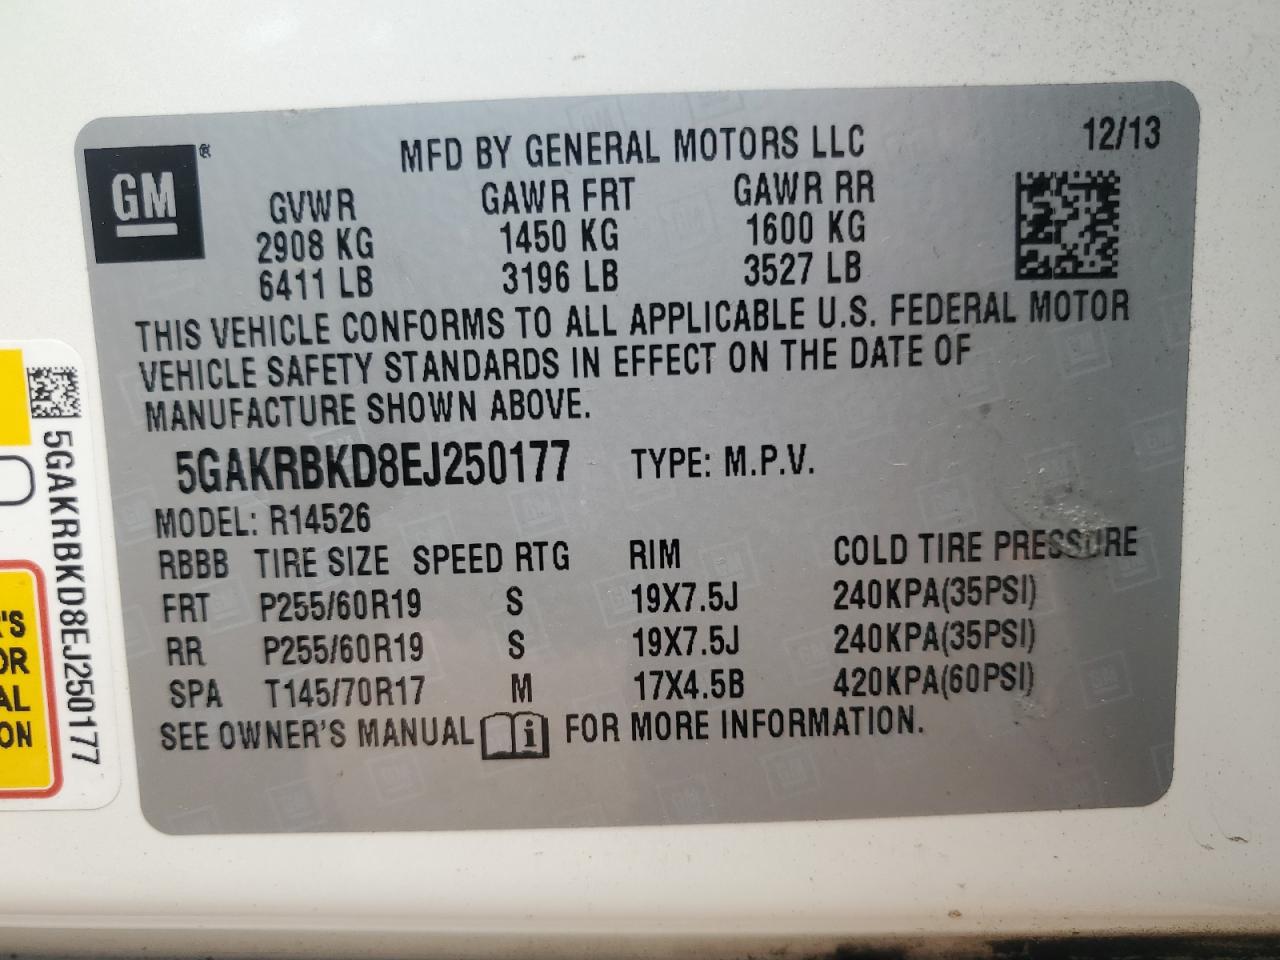 GM
®
MFD BY GENERAL MOTORS LLC
12/13
GVWR GAWR FRT GAWR RR
2908 KG 1450 KG 1600 KG
6411 LB 3196 LB 3527 LB
THIS VEHICLE CONFORMS TO ALL APPLICABLE U.S. FEDERAL MOTOR
VEHICLE SAFETY STANDARDS IN EFFECT ON THE DATE OF
MANUFACTURE SHOWN ABOVE.
5GAKRBKD8EJ250177 TYPE: M.P.V.
MODEL: R14526
RBBB TIRE SIZE SPEED RTG RIM COLD TIRE PRESSURE
FRT P255/60R19 S 19X7.5J 240KPA(35PSI)
RR P255/60R19 S 19X7.5J 240KPA(35PSI)
SPA T145/70R17 M 17X4.5B 420KPA(60PSI)
SEE OWNER'S MANUAL i FOR MORE INFORMATION.
5GAKRBKD8EJ250177
'S
OR
AL
ON